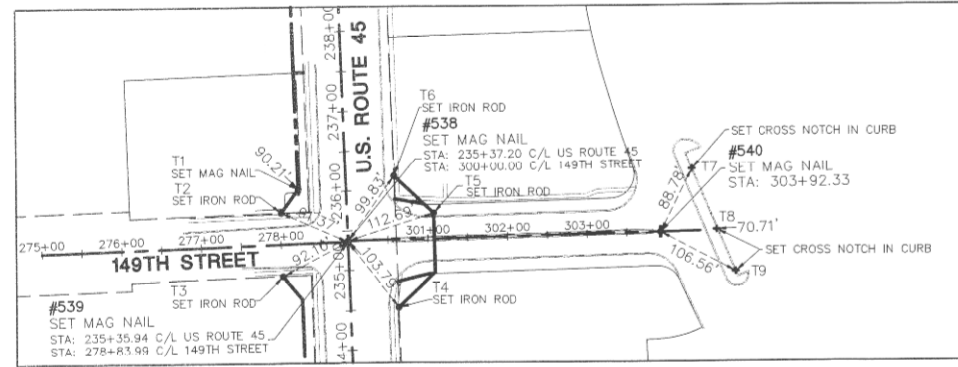 238+00
U.S. ROUTE 45
237+00
236+00
235+00
T6
SET IRON ROD
#538
SET MAG NAIL
STA: 235+37.20 C/L US ROUTE 45
STA: 300+00.00 C/L 149TH STREET
T5
SET IRON ROD
T1
SET MAG NAIL
T2
SET IRON ROD
90.21'
99.83'
112.69'
103.79'
SET CROSS NOTCH IN CURB
T7
#540
SET MAG NAIL
STA: 303+92.33
88.78'
T8
70.71'
SET CROSS NOTCH IN CURB
106.56'
T9
275+00
276+00
277+00
278+00
301+00
302+00
303+00
149TH STREET
T3
SET IRON ROD
T4
SET IRON ROD
#539
SET MAG NAIL
STA: 235+35.94 C/L US ROUTE 45
STA: 278+83.99 C/L 149TH STREET